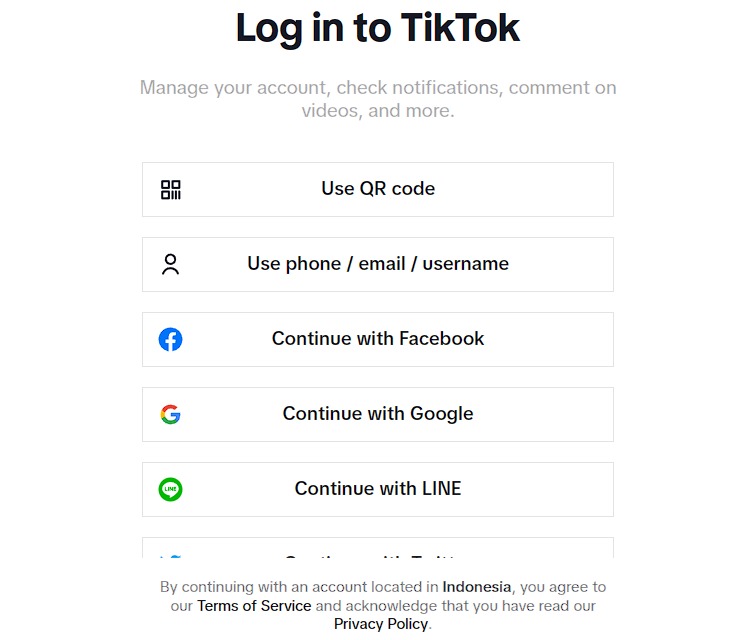 Log in to TikTok
Manage your account, check notifications, comment on
videos, and more.
Use QR code
Use phone / email / username
Continue with Facebook
Continue with Google
LINE
Continue with LINE
By continuing with an account located in Indonesia, you agree to
our Terms of Service and acknowledge that you have read our
Privacy Policy.